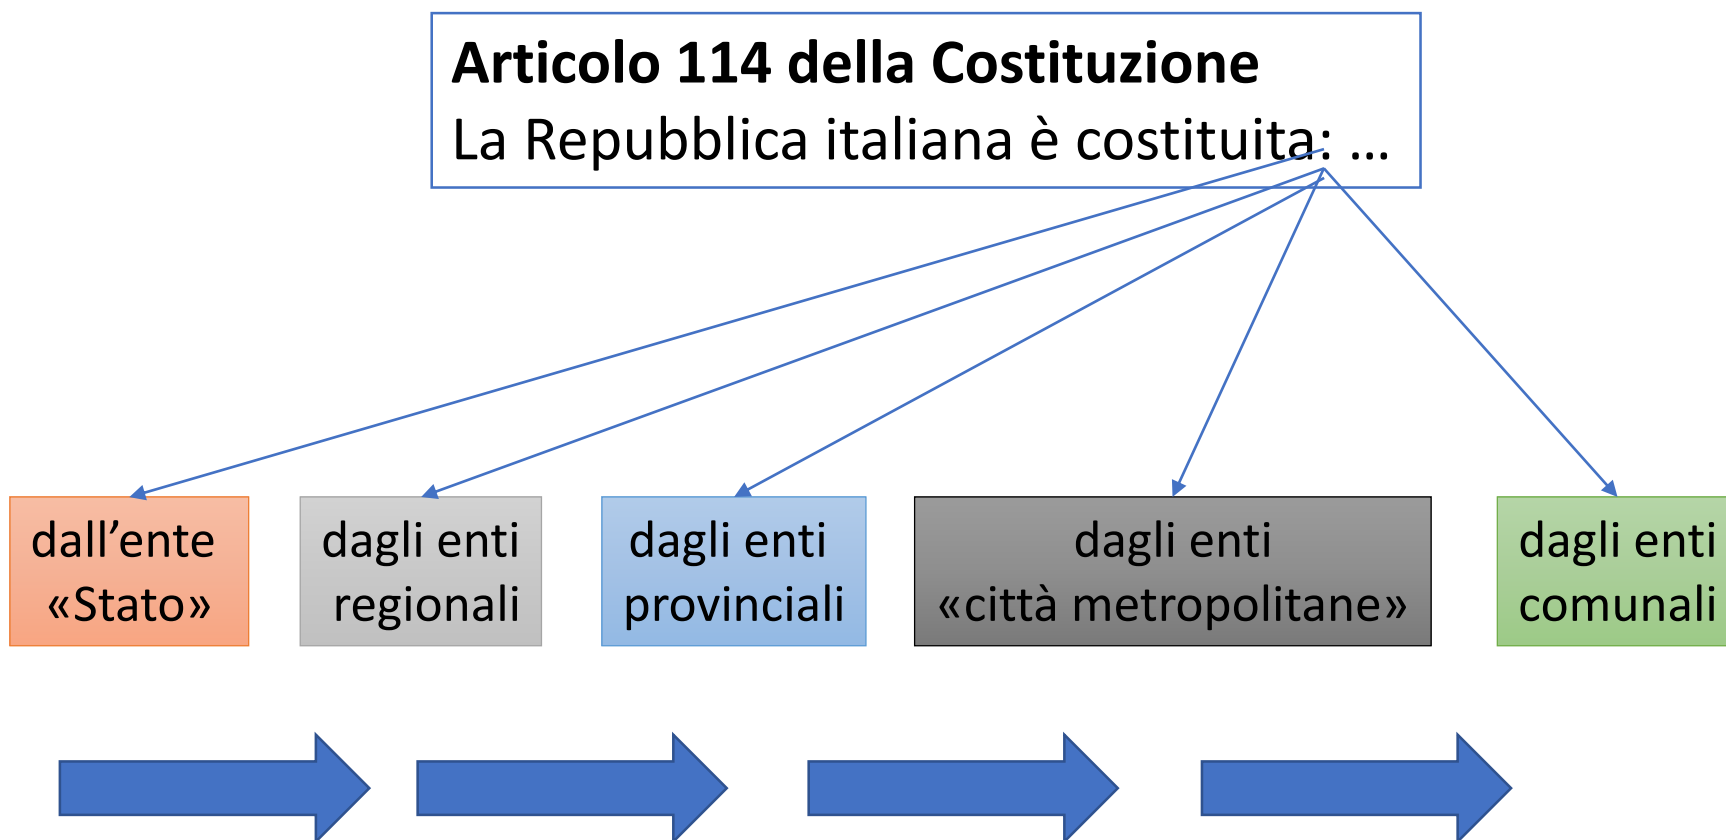 Articolo 114 della Costituzione
La Repubblica italiana è costituita: ...
dall’ente
«Stato»
dagli enti
regionali
dagli enti
provinciali
dagli enti
«città metropolitane»
dagli enti
comunali